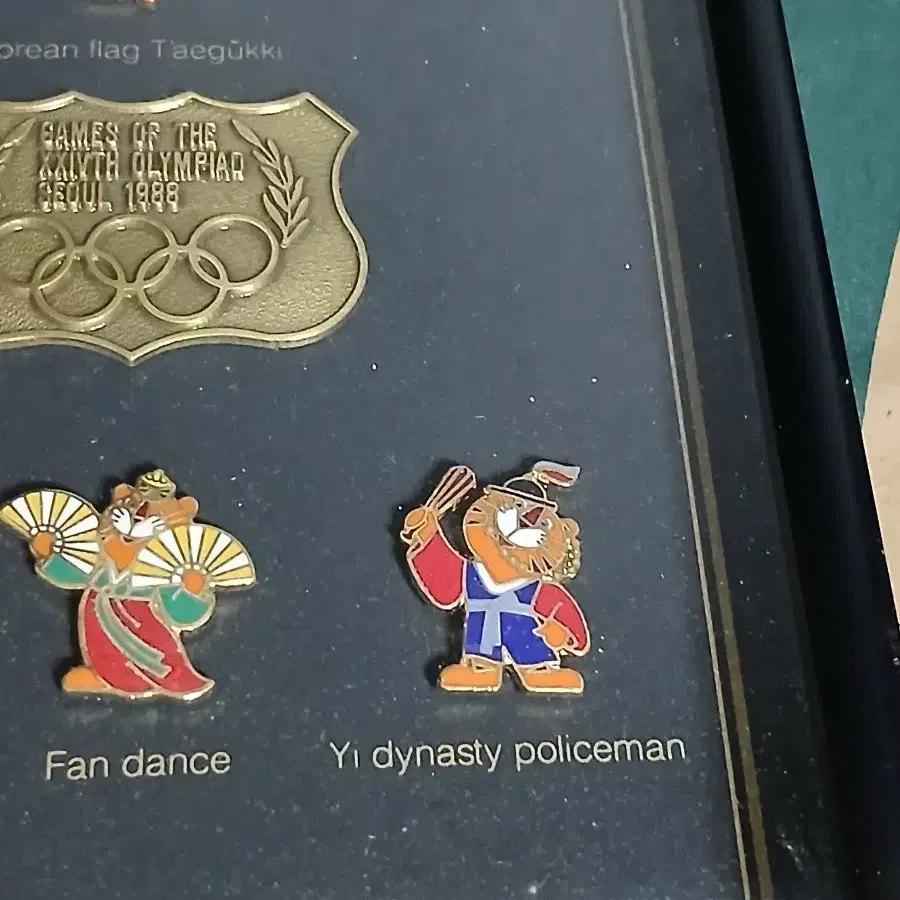 orean flag T'aegŭkki
GAMES OF THE
XXIVTH OLYMPIAD
SEOUL 1988
Fan dance
Yi dynasty policeman